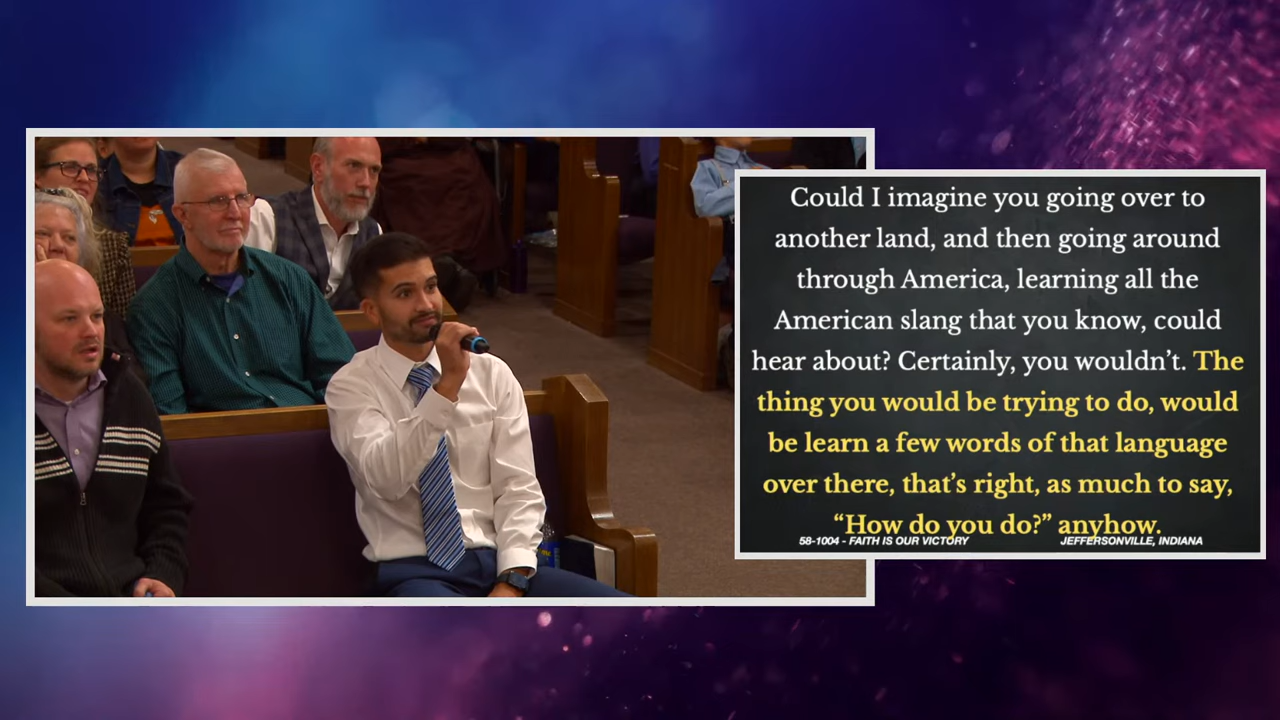 Could I imagine you going over to
another land, and then going around
through America, learning all the
American slang that you know, could
hear about? Certainly, you wouldn’t. The
thing you would be trying to do, would
be learn a few words of that language
over there, that’s right, as much to say,
“How do you do?” anyhow.
58-1004 - FAITH IS OUR VICTORY JEFFERSONVILLE, INDIANA